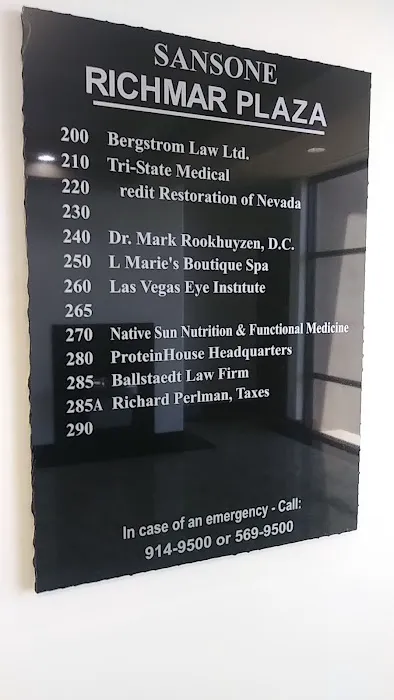 SANSONE
RICHMAR PLAZA
200 Bergstrom Law Ltd.
210 Tri-State Medical
220 redit Restoration of Nevada
230
240 Dr. Mark Rookhuyzen, D.C.
250 L Marie's Boutique Spa
260 Las Vegas Eye Institute
265
270 Native Sun Nutrition & Functional Medicine
280 ProteinHouse Headquarters
285 Ballstaedt Law Firm
285A Richard Perlman, Taxes
290
In case of an emergency - Call:
914-9500 or 569-9500